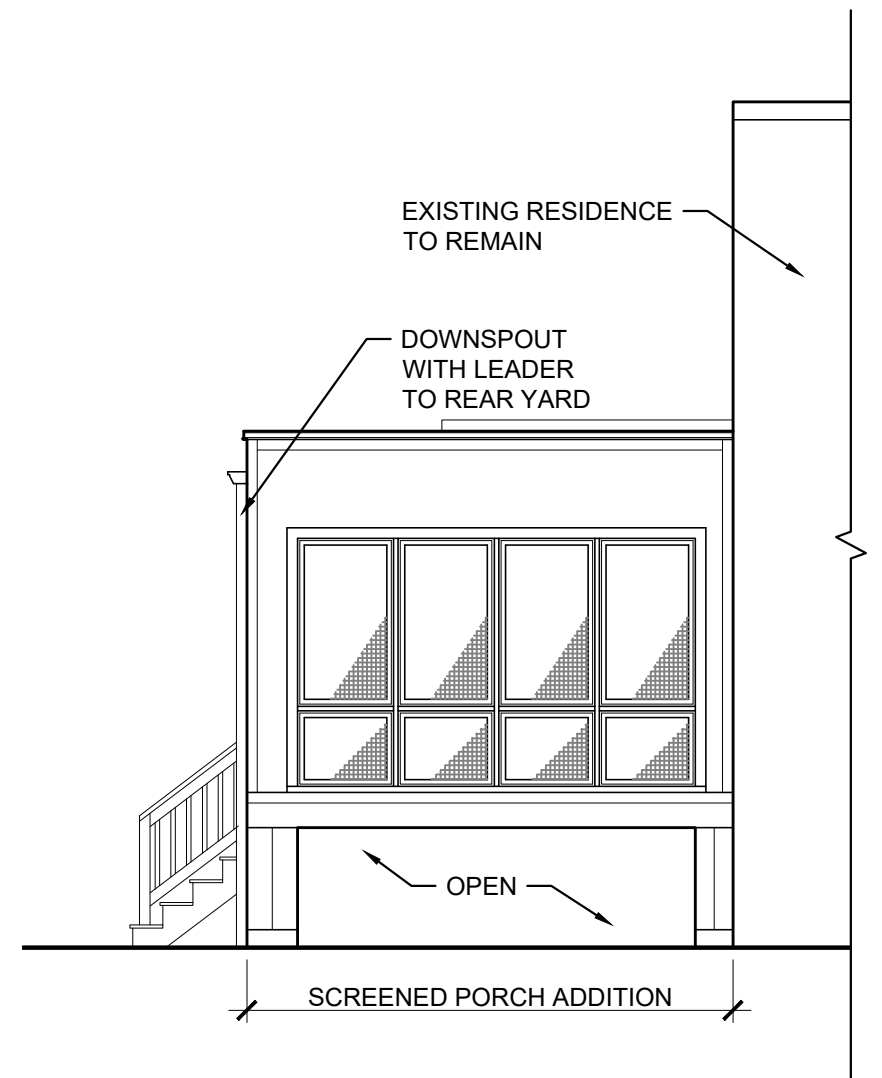 EXISTING RESIDENCE
TO REMAIN
DOWNSPOUT
WITH LEADER
TO REAR YARD
OPEN
SCREENED PORCH ADDITION